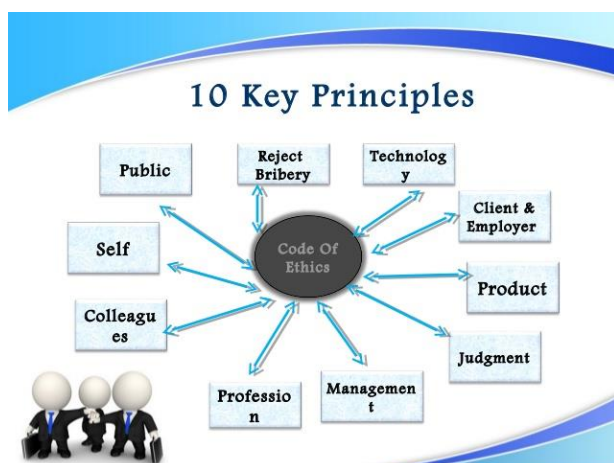 10 Key Principles
Public
Reject
Bribery
Technolog
y
Client &
Employer
Self
Code Of
Ethics
Product
Colleagu
es
Judgment
Professio
n
Managemen
t